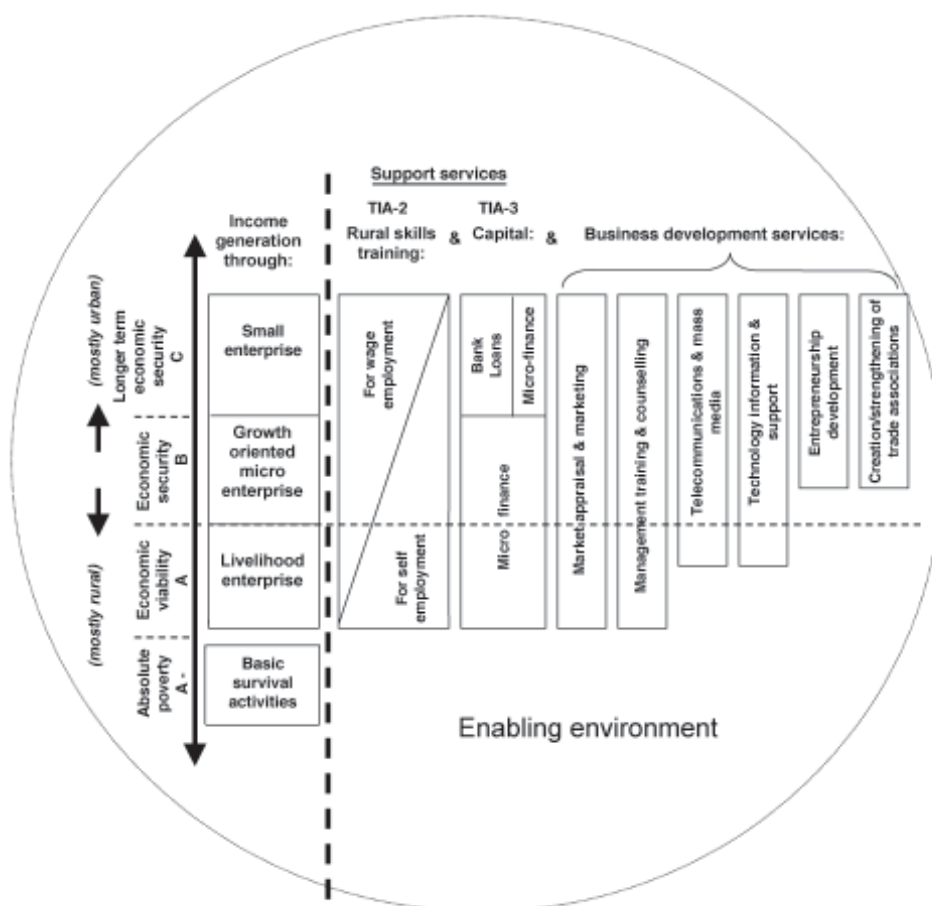 Support services
TIA-2
Rural skills
training:
&
TIA-3
Capital:
&
Business development services:
Income
generation
through:
(mostly urban)
Longer term
economic
security
C
Economic
security
B
(mostly rural)
Economic
viability
A
Absolute
poverty
A -
Small
enterprise
Growth
oriented
micro
enterprise
Livelihood
enterprise
Basic
survival
activities
For wage
employment
For self
employment
Bank
Loans
Micro-finance
Micro finance
Market appraisal & marketing
Management training & counselling
Telecommunications & mass
media
Technology information &
support
Entrepreneurship
development
Creation/strengthening of
trade associations
Enabling environment